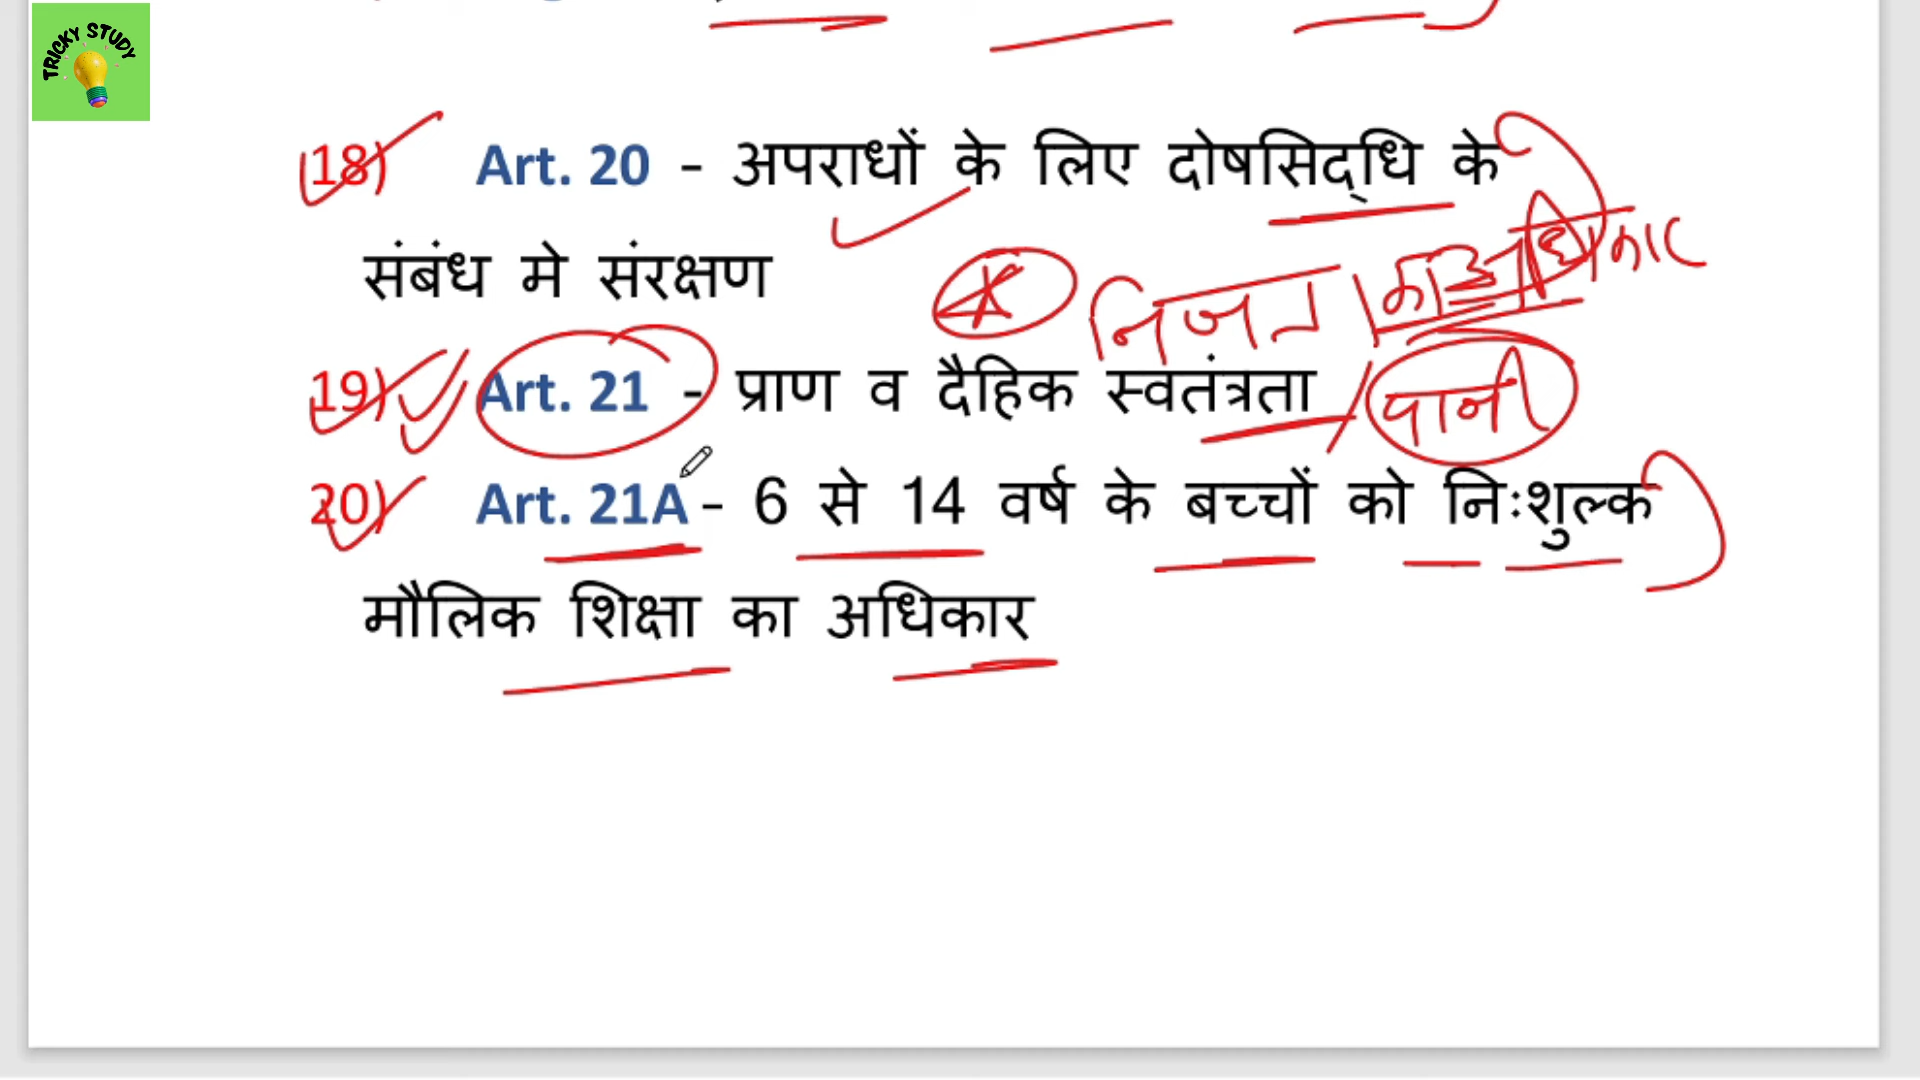 TRICKY STUDY
18) Art. 20 - अपराधों के लिए दोषसिद्धि के
संबंध मे संरक्षण
का अधिकार
19) Art. 21 - प्राण व दैहिक स्वतंत्रता / पानी
20) Art. 21A - 6 से 14 वर्ष के बच्चों को निःशुल्क
मौलिक शिक्षा का अधिकार